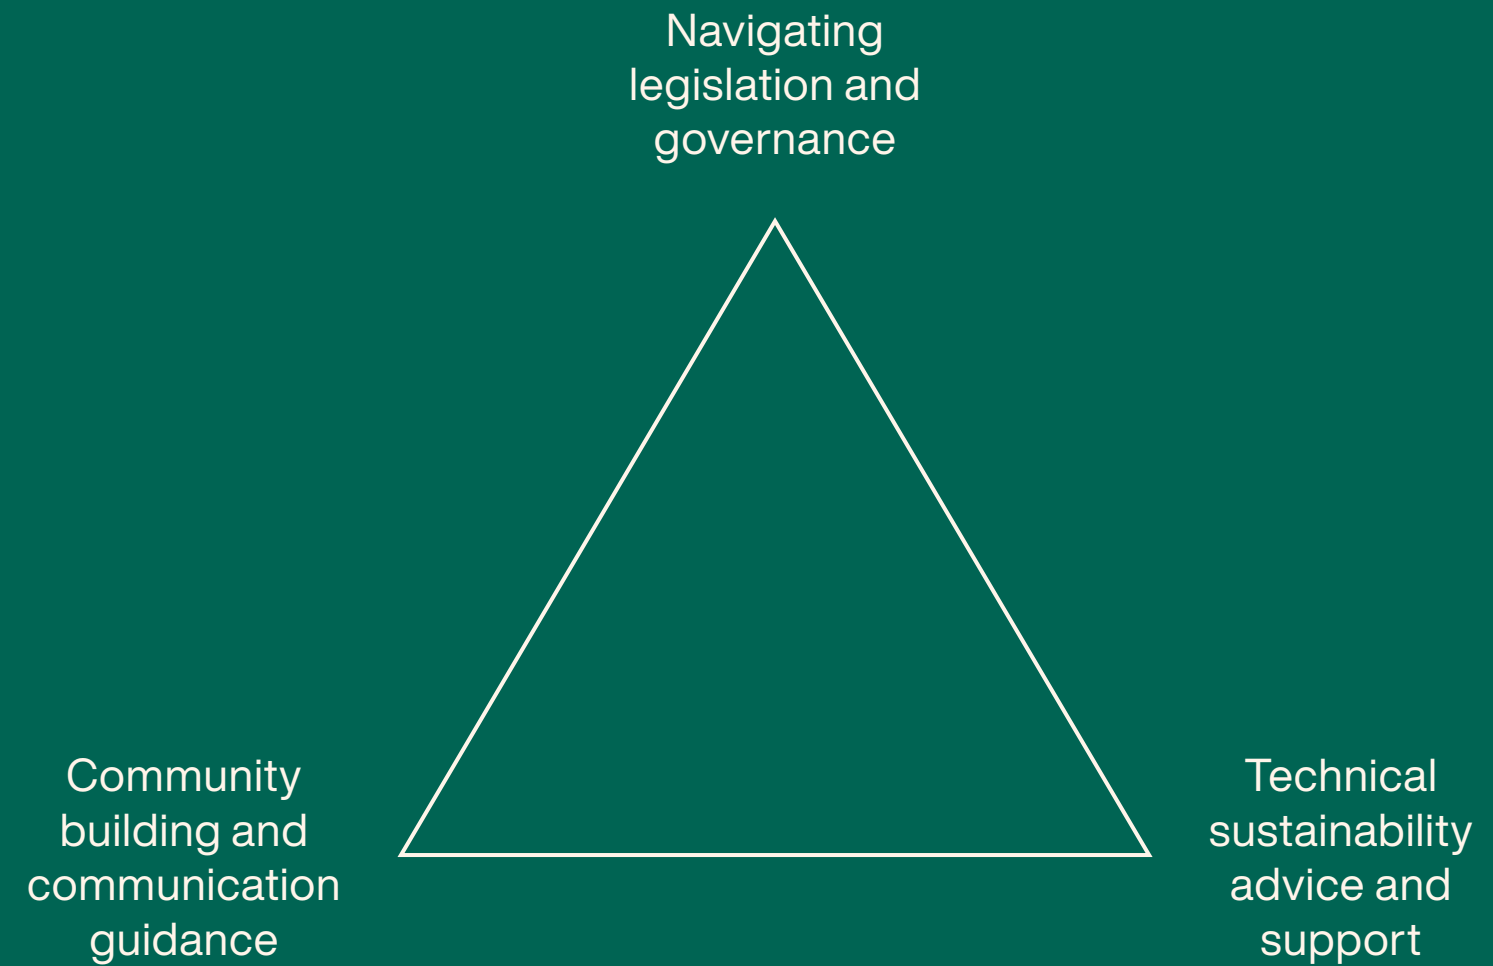 Navigating
legislation and
governance
Community
building and
communication
guidance
Technical
sustainability
advice and
support